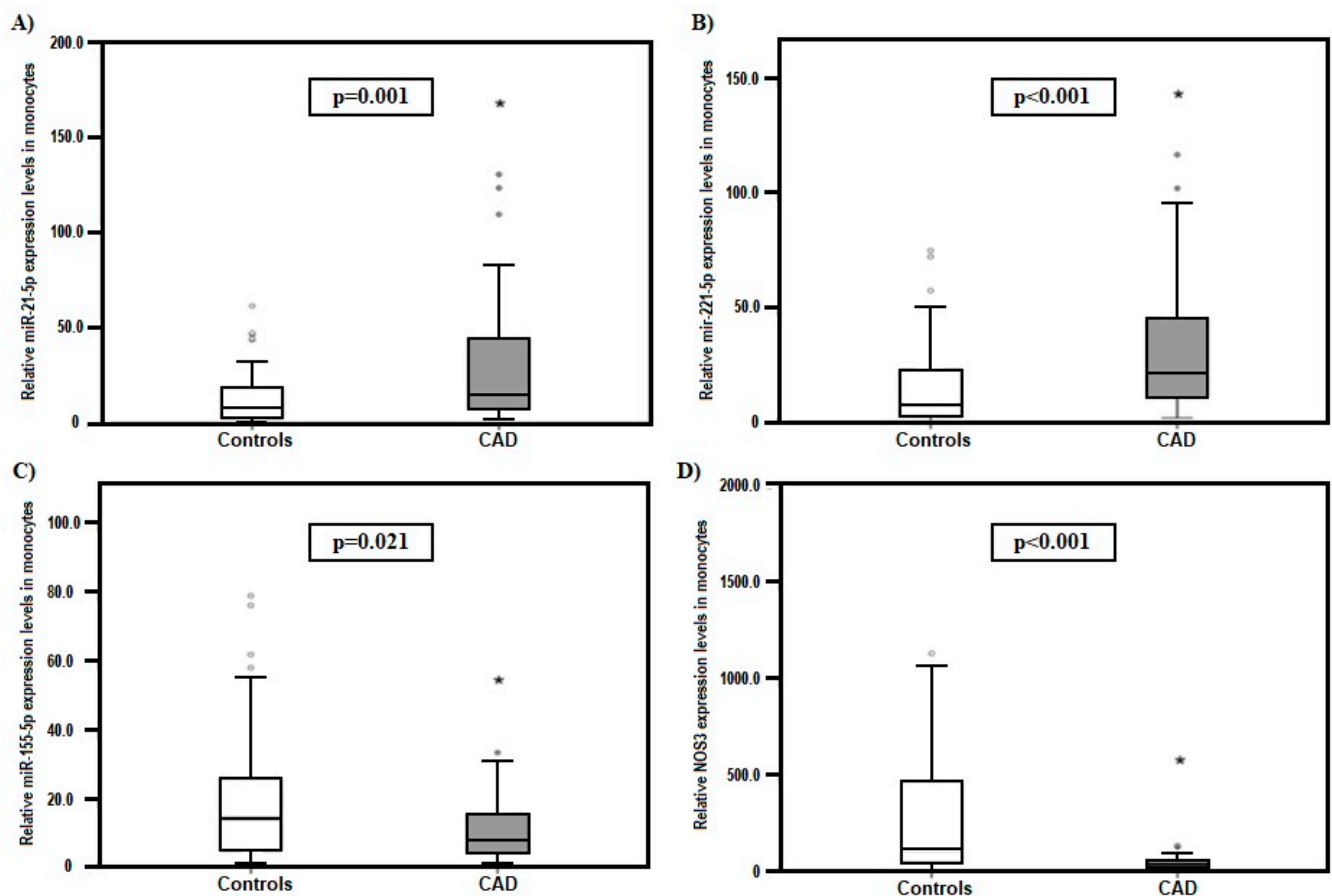 A)
Relative miR-21-5p expression levels in monocytes
200.0
150.0
100.0
50.0
0
p=0.001
Controls
CAD
B)
Relative mir-221-5p expression levels in monocytes
150.0
100.0
50.0
0
p<0.001
Controls
CAD
C)
Relative miR-155-5p expression levels in monocytes
100.0
80.0
60.0
40.0
20.0
0
p=0.021
Controls
CAD
D)
Relative NOS3 expression levels in monocytes
2000.0
1500.0
1000.0
500.0
0
p<0.001
Controls
CAD